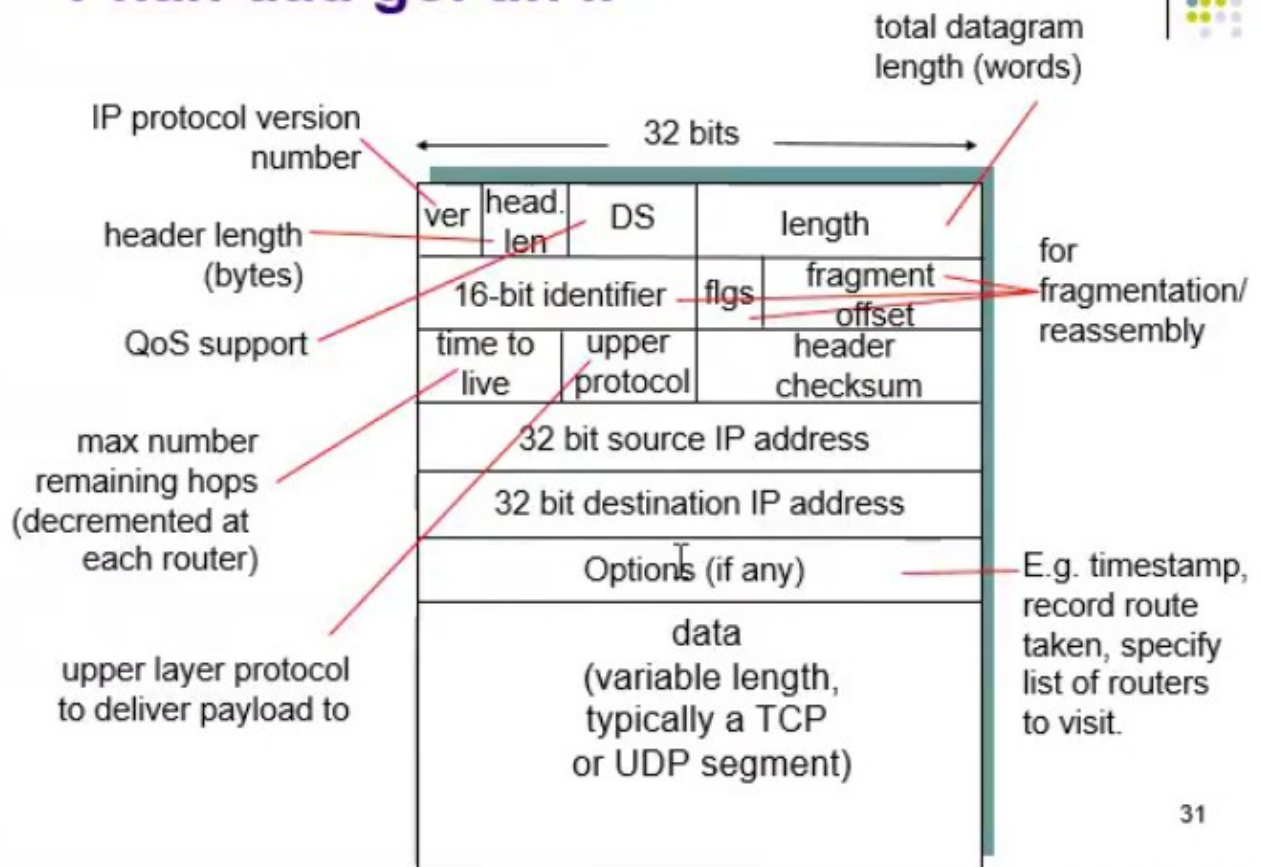 total datagram
length (words)
IP protocol version
number
32 bits
ver
head.
len
DS
length
header length
(bytes)
16-bit identifier
flgs
fragment
offset
for
fragmentation/
reassembly
QoS support
time to
live
upper
protocol
header
checksum
max number
remaining hops
(decremented at
each router)
32 bit source IP address
32 bit destination IP address
Options (if any)
E.g. timestamp,
record route
taken, specify
list of routers
to visit.
upper layer protocol
to deliver payload to
data
(variable length,
typically a TCP
or UDP segment)
31